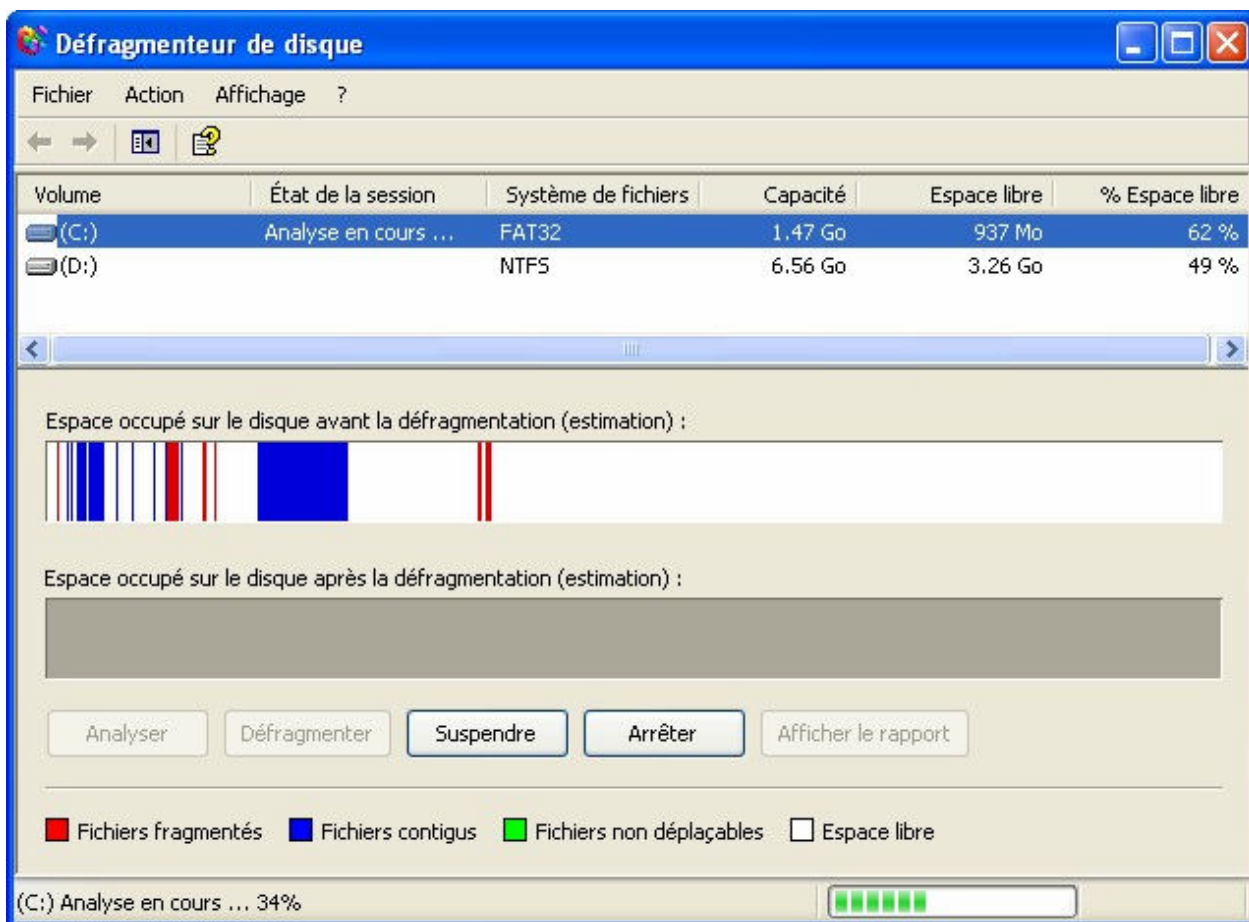 Défragmenteur de disque
Fichier Action Affichage ?
Volume État de la session Système de fichiers Capacité Espace libre % Espace libre
(C:) Analyse en cours ... FAT32 1.47 Go 937 Mo 62 %
(D:) NTFS 6.56 Go 3.26 Go 49 %
Espace occupé sur le disque avant la défragmentation (estimation) :
Espace occupé sur le disque après la défragmentation (estimation) :
Analyser Défragmenter Suspendre Arrêter Afficher le rapport
Fichiers fragmentés Fichiers contigus Fichiers non déplaçables Espace libre
(C:) Analyse en cours ... 34%